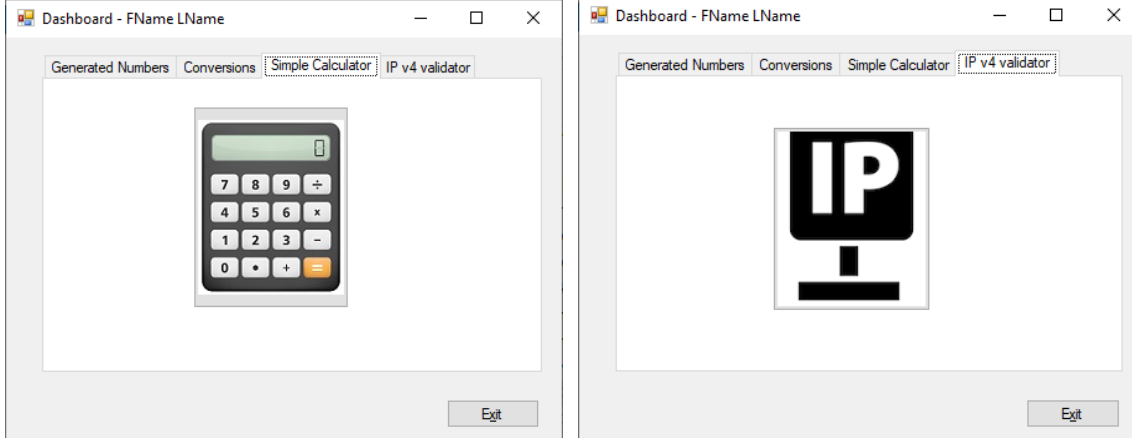 Dashboard - FName LName
Generated Numbers Conversions Simple Calculator IP v4 validator
0
7 8 9 ÷
4 5 6 x
1 2 3 −
0 • + =
Exit
Dashboard - FName LName
Generated Numbers Conversions Simple Calculator IP v4 validator
IP
Exit